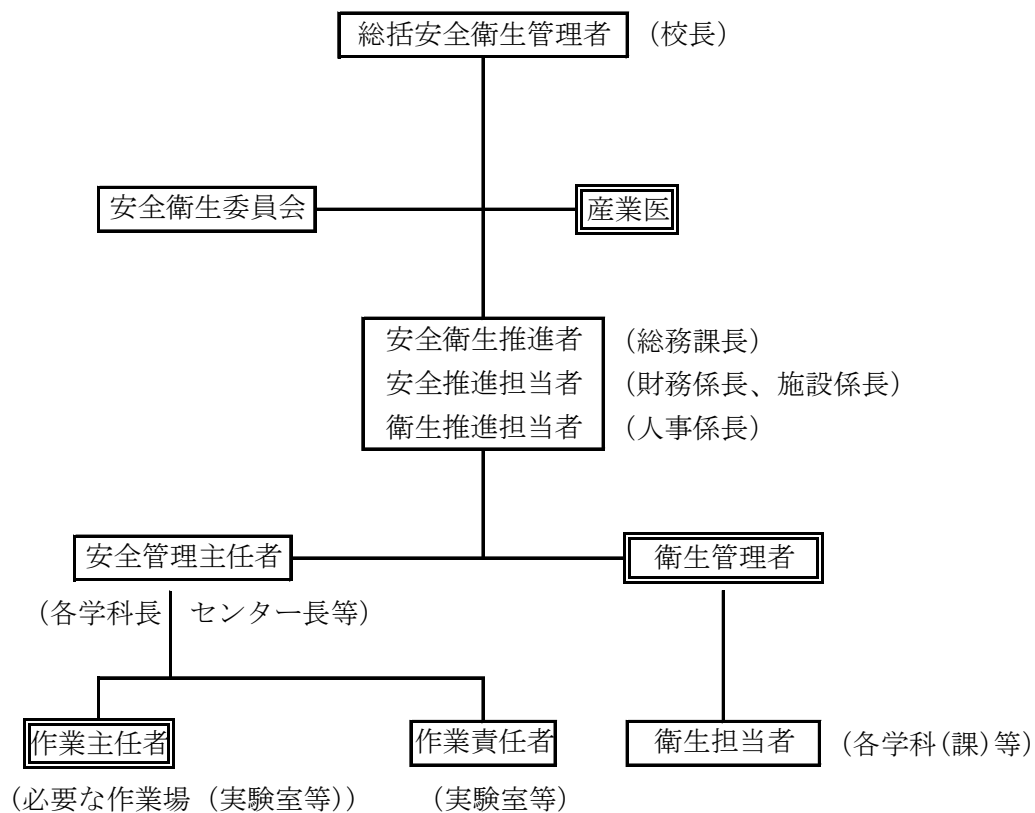 総括安全衛生管理者 (校長)
安全衛生委員会 産業医
安全衛生推進者 (総務課長)
安全推進担当者 (財務係長、施設係長)
衛生推進担当者 (人事係長)
安全管理主任者 衛生管理者
(各学科長 センター長等)
作業主任者 作業責任者 衛生担当者 (各学科(課)等)
(必要な作業場 (実験室等)) (実験室等)